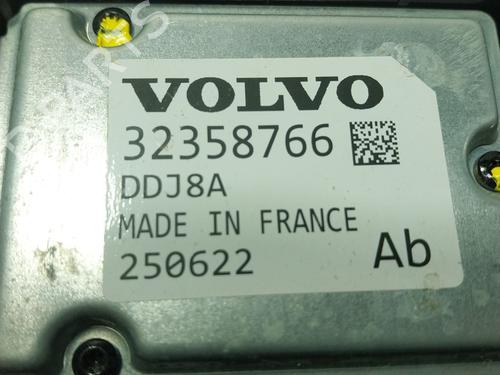 VOLVO
32358766
DDJ8A
MADE IN FRANCE
250622
Ab